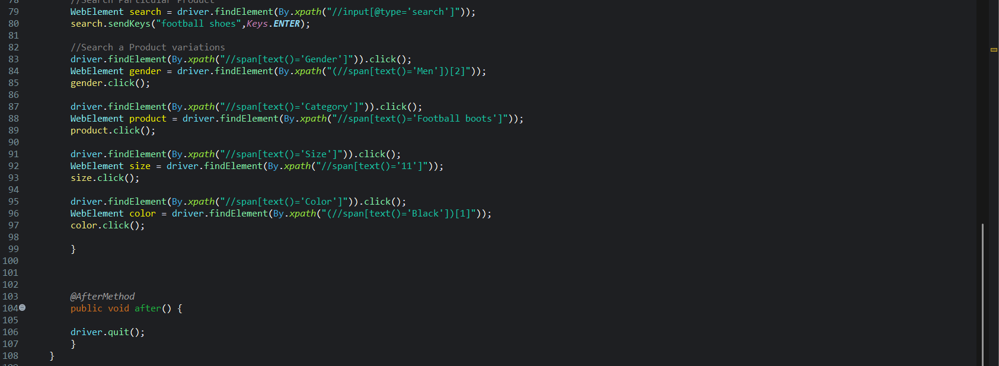 78 //Search Particular Product
79 WebElement search = driver.findElement(By.xpath("//input[@type='search']"));
80 search.sendKeys("football shoes",Keys.ENTER);
81
82 //Search a Product variations
83 driver.findElement(By.xpath("//span[text()='Gender']")).click();
84 WebElement gender = driver.findElement(By.xpath("(//span[text()='Men'])[2]"));
85 gender.click();
86
87 driver.findElement(By.xpath("//span[text()='Category']")).click();
88 WebElement product = driver.findElement(By.xpath("//span[text()='Football boots']"));
89 product.click();
90
91 driver.findElement(By.xpath("//span[text()='Size']")).click();
92 WebElement size = driver.findElement(By.xpath("//span[text()='11']"));
93 size.click();
94
95 driver.findElement(By.xpath("//span[text()='Color']")).click();
96 WebElement color = driver.findElement(By.xpath("(//span[text()='Black'])[1]"));
97 color.click();
98
99 }
100
101
102
103 @AfterMethod
104 public void after() {
105
106 driver.quit();
107 }
108 }
109